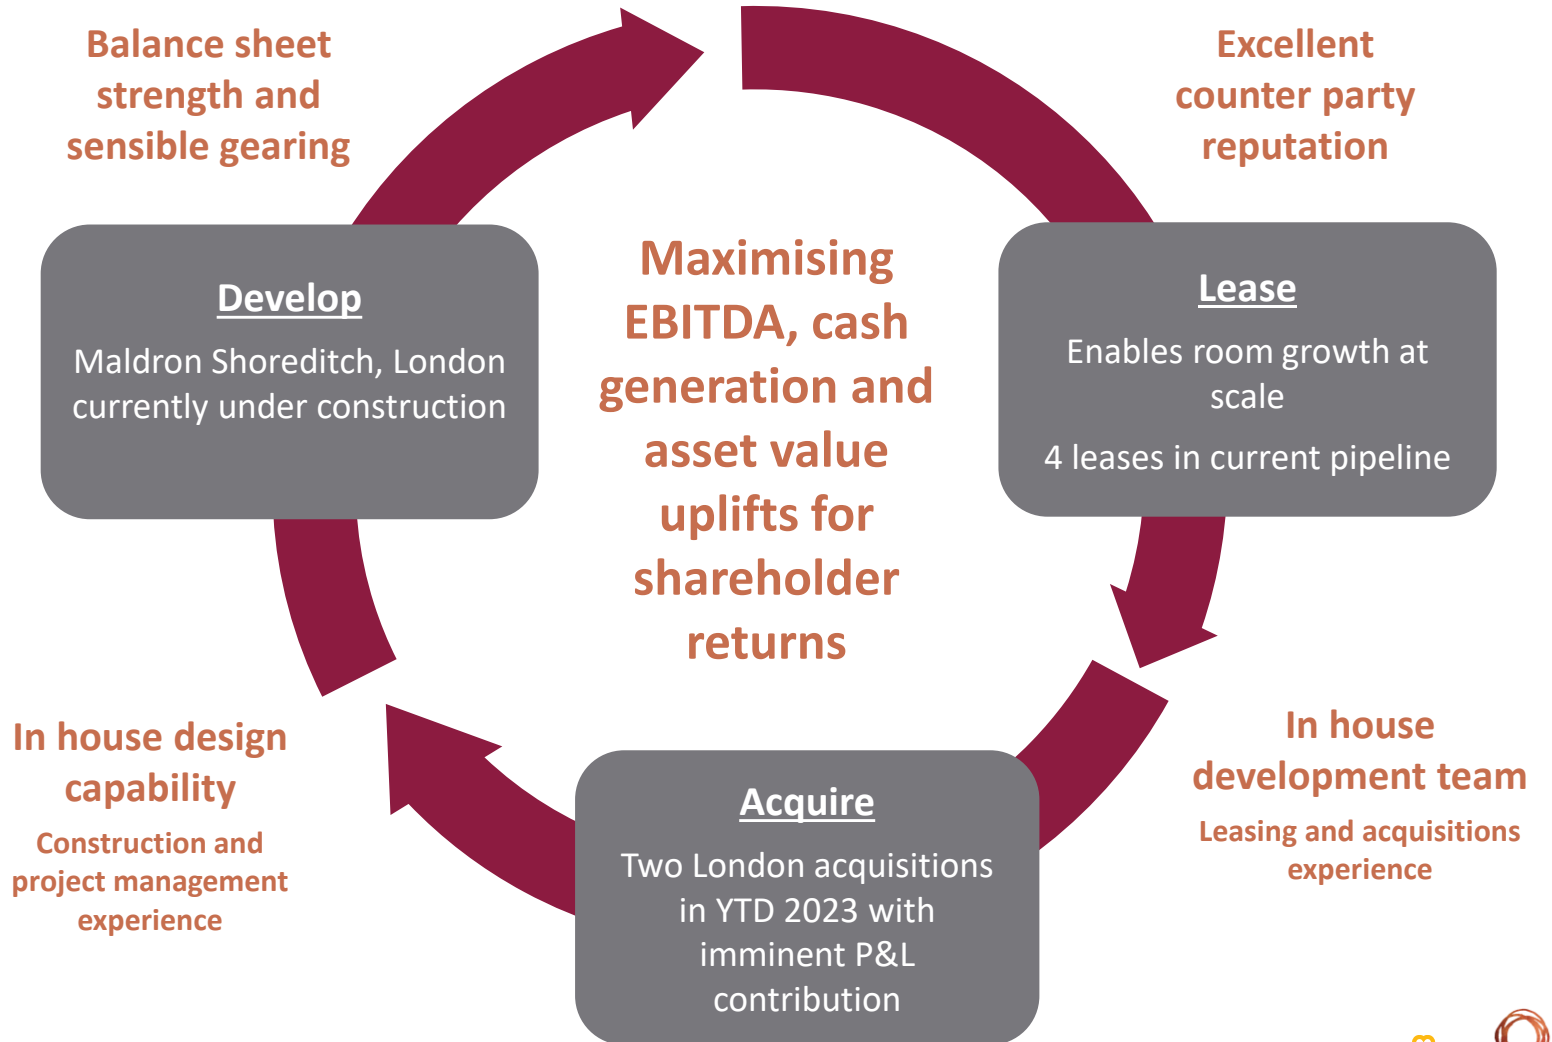 Balance sheet
strength and
sensible gearing
Excellent
counter party
reputation
Develop
Maldron Shoreditch, London
currently under construction
Maximising
EBITDA, cash
generation and
asset value
uplifts for
shareholder
returns
Lease
Enables room growth at
scale
4 leases in current pipeline
In house design
capability
Construction and
project management
experience
Acquire
Two London acquisitions
in YTD 2023 with
imminent P&L
contribution
In house
development team
Leasing and acquisitions
experience